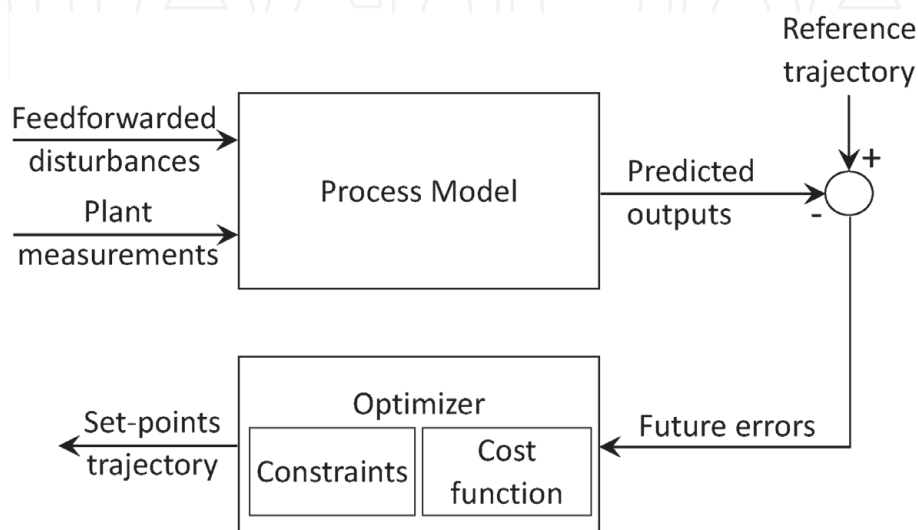 Reference
trajectory
Feedforwarded
disturbances
Plant
measurements
Process Model
Predicted
outputs
+
-
Optimizer
Constraints
Cost
function
Set-points
trajectory
Future errors